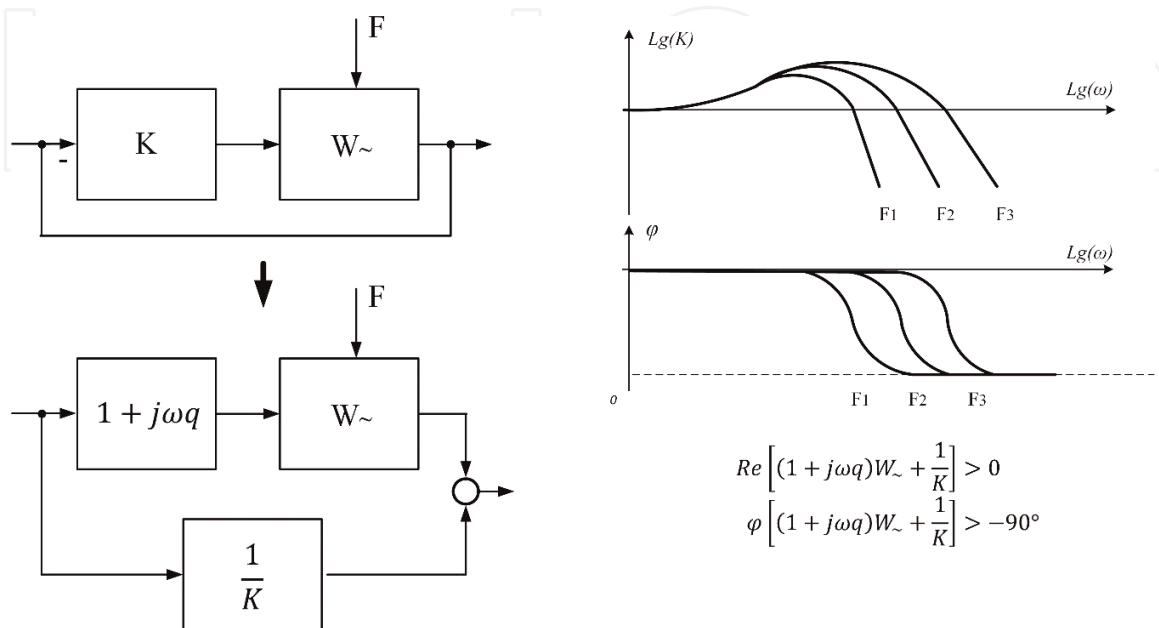 F
K
W~
-
F
1 + jωq
W~
1
K
Lg(K)
Lg(ω)
F1 F2 F3
φ
Lg(ω)
0
F1 F2 F3
Re [(1 + jωq)W~ + 1/K] > 0
φ [(1 + jωq)W~ + 1/K] > −90°